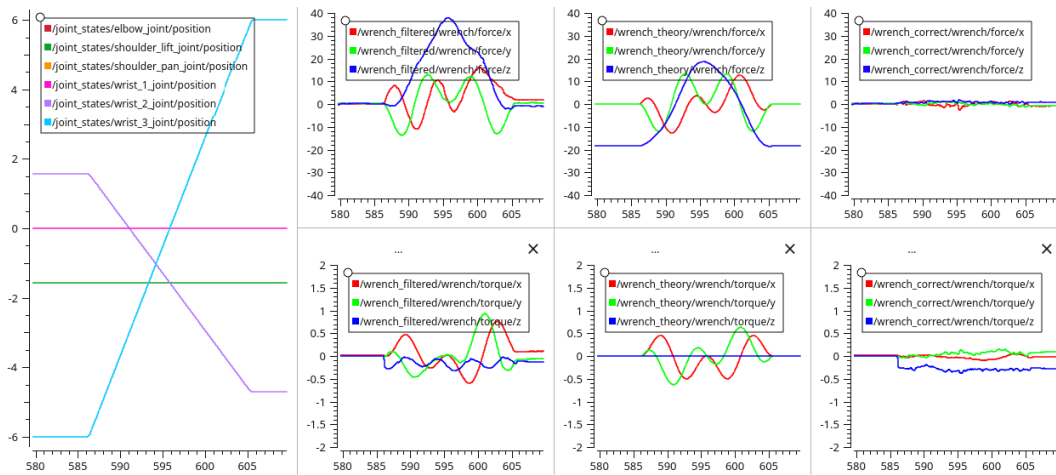 /joint_states/elbow_joint/position
/joint_states/shoulder_lift_joint/position
/joint_states/shoulder_pan_joint/position
/joint_states/wrist_1_joint/position
/joint_states/wrist_2_joint/position
/joint_states/wrist_3_joint/position
6
4
2
0
-2
-4
-6
580 585 590 595 600 605
40
30
20
10
0
-10
-20
-30
-40
/wrench_filtered/wrench/force/x
/wrench_filtered/wrench/force/y
/wrench_filtered/wrench/force/z
580 585 590 595 600 605
40
30
20
10
0
-10
-20
-30
-40
/wrench_theory/wrench/force/x
/wrench_theory/wrench/force/y
/wrench_theory/wrench/force/z
580 585 590 595 600 605
40
30
20
10
0
-10
-20
-30
-40
/wrench_correct/wrench/force/x
/wrench_correct/wrench/force/y
/wrench_correct/wrench/force/z
580 585 590 595 600 605
...
2
1.5
1
0.5
0
-0.5
-1
-1.5
-2
/wrench_filtered/wrench/torque/x
/wrench_filtered/wrench/torque/y
/wrench_filtered/wrench/torque/z
580 585 590 595 600 605
...
2
1.5
1
0.5
0
-0.5
-1
-1.5
-2
/wrench_theory/wrench/torque/x
/wrench_theory/wrench/torque/y
/wrench_theory/wrench/torque/z
580 585 590 595 600 605
...
2
1.5
1
0.5
0
-0.5
-1
-1.5
-2
/wrench_correct/wrench/torque/x
/wrench_correct/wrench/torque/y
/wrench_correct/wrench/torque/z
580 585 590 595 600 605